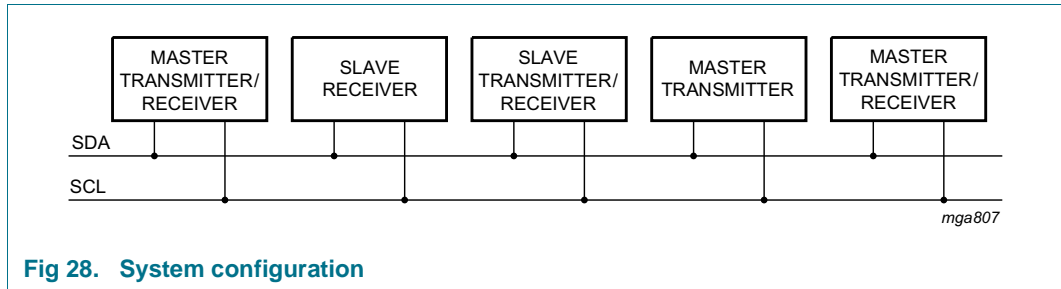 MASTER
TRANSMITTER/
RECEIVER
SLAVE
RECEIVER
SLAVE
TRANSMITTER/
RECEIVER
MASTER
TRANSMITTER
MASTER
TRANSMITTER/
RECEIVER
SDA
SCL
mga807
Fig 28. System configuration